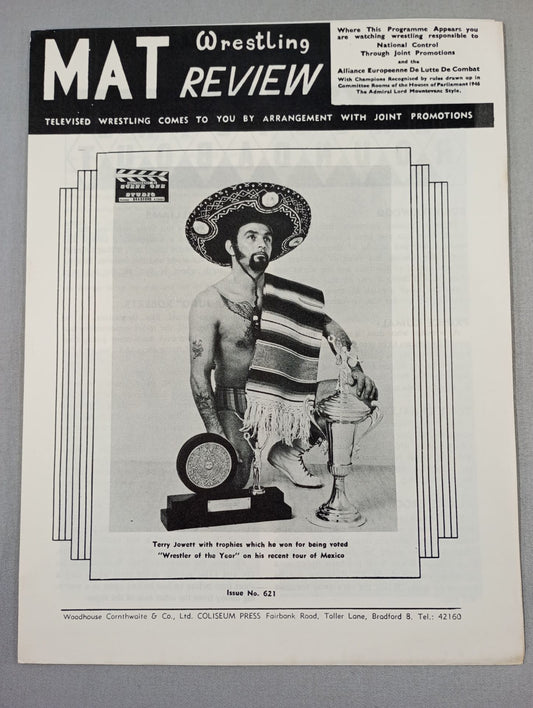 MAT Wrestling REVIEW
Where This Programme Appears you
are watching wrestling responsible to
National Control
Through Joint Promotions
and the
Alliance Europeenne De Lutte De Combat
With Champions Recognised by rules drawn up in
Committee Rooms of the Houses of Parliament 1946
The Admiral Lord Mountevans Style.
TELEVISED WRESTLING COMES TO YOU BY ARRANGEMENT WITH JOINT PROMOTIONS
SCENE ONE
STUDIO
Terry Jowett with trophies which he won for being voted
"Wrestler of the Year" on his recent tour of Mexico
Issue No. 621
Woodhouse Cornthwaite & Co., Ltd. COLISEUM PRESS Fairbank Road, Toller Lane, Bradford 8. Tel.: 42160